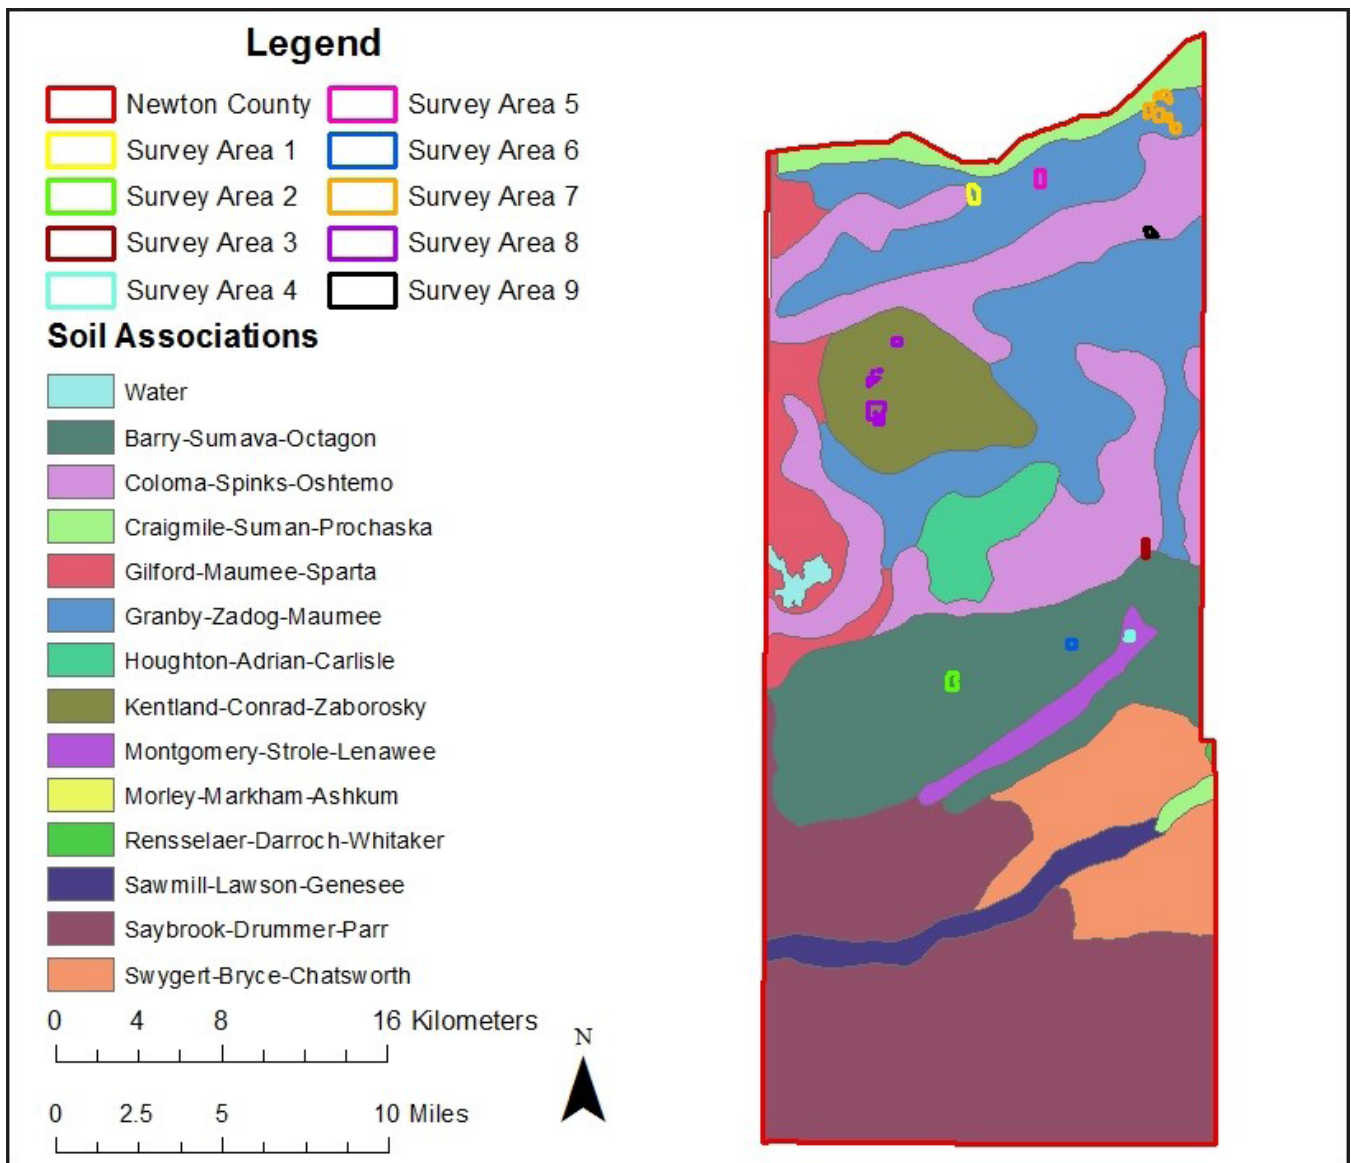 Legend
Newton County
Survey Area 1
Survey Area 2
Survey Area 3
Survey Area 4
Survey Area 5
Survey Area 6
Survey Area 7
Survey Area 8
Survey Area 9
Soil Associations
Water
Barry-Sumava-Octagon
Coloma-Spinks-Oshtemo
Craigmile-Suman-Prochaska
Gilford-Maumee-Sparta
Granby-Zadog-Maumee
Houghton-Adrian-Carlisle
Kentland-Conrad-Zaborosky
Montgomery-Strole-Lenawee
Morley-Markham-Ashkum
Rensselaer-Darroch-Whitaker
Sawmill-Lawson-Genesee
Saybrook-Drummer-Parr
Swygert-Bryce-Chatsworth
0 4 8 16 Kilometers
N
0 2.5 5 10 Miles